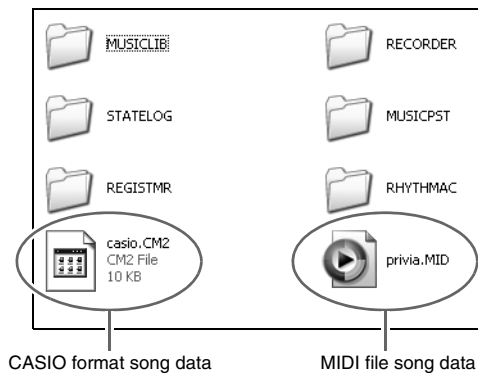 MUSICLIB
RECORDER
STATELOG
MUSICPST
REGISTMR
RHYTHMAC
casio.CM2
CM2 File
10 KB
privia.MID
CASIO format song data
MIDI file song data